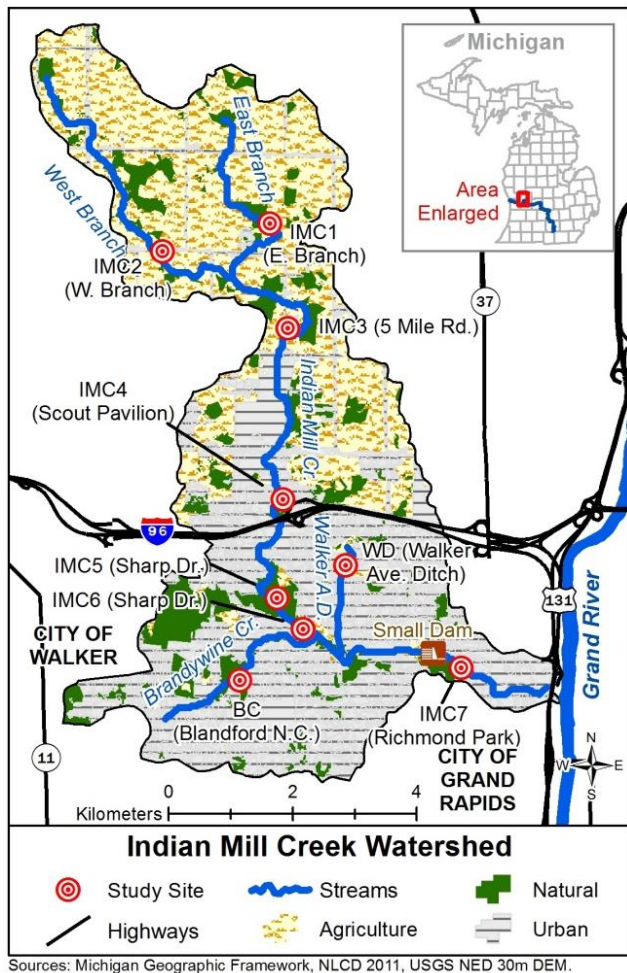 Michigan
Area
Enlarged
East Branch
West Branch
IMC1
(E. Branch)
IMC2
(W. Branch)
37
IMC3 (5 Mile Rd.)
IMC4
(Scout Pavilion)
Indian Mill Cr.
96
Walker A.D.
WD (Walker
Ave. Ditch)
IMC5 (Sharp Dr.)
IMC6 (Sharp Dr.)
131
CITY OF
WALKER
Small Dam
Grand River
Brandywine Cr.
BC
(Blandford N.C.)
IMC7
(Richmond Park)
11
CITY OF
GRAND
RAPIDS
N
W E
S
0 2 4
Kilometers
Indian Mill Creek Watershed
Study Site Streams Natural
Highways Agriculture Urban
Sources: Michigan Geographic Framework, NLCD 2011, USGS NED 30m DEM.